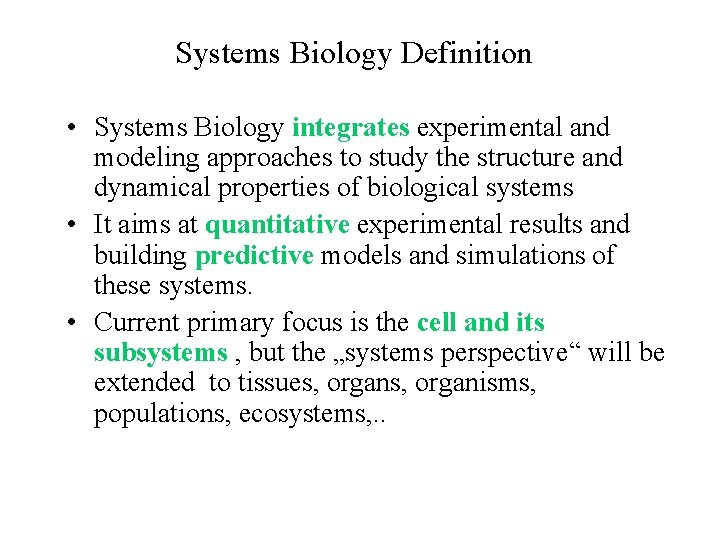 Systems Biology Definition
• Systems Biology integrates experimental and
modeling approaches to study the structure and
dynamical properties of biological systems
• It aims at quantitative experimental results and
building predictive models and simulations of
these systems.
• Current primary focus is the cell and its
subsystems , but the „systems perspective“ will be
extended  to tissues, organs, organisms,
populations, ecosystems, . .